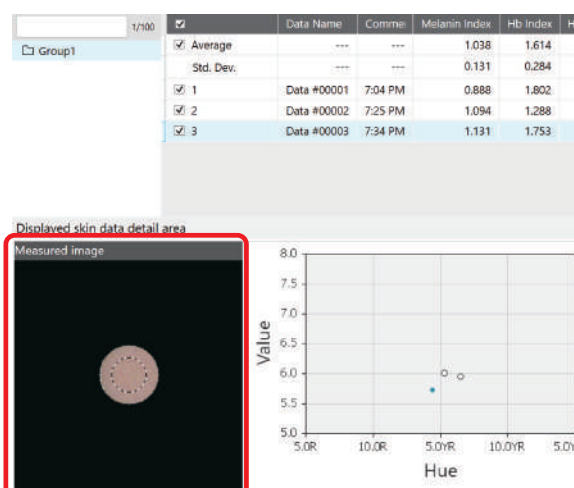 1/100 Data Name Comme Melanin Index Hb Index H
Group1
Average --- --- 1.038 1.614
Std. Dev. --- --- 0.131 0.284
1 Data #00001 7:04 PM 0.888 1.802
2 Data #00002 7:25 PM 1.094 1.288
3 Data #00003 7:34 PM 1.131 1.753
Displayed skin data detail area
Measured image
8.0
7.5
7.0
6.5
6.0
5.5
5.0
Value
5.0R 10.0R 5.0YR 10.0YR 5.0Y
Hue